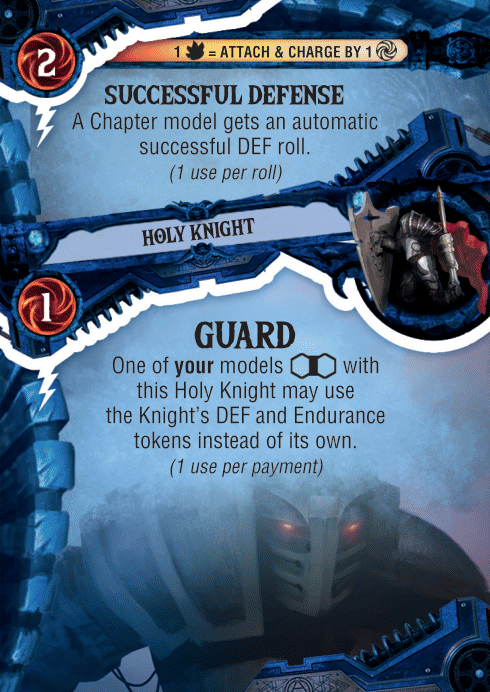 2
1 = ATTACH & CHARGE BY 1
SUCCESSFUL DEFENSE
A Chapter model gets an automatic
successful DEF roll.
(1 use per roll)
HOLY KNIGHT
1
GUARD
One of your models with
this Holy Knight may use
the Knight's DEF and Endurance
tokens instead of its own.
(1 use per payment)